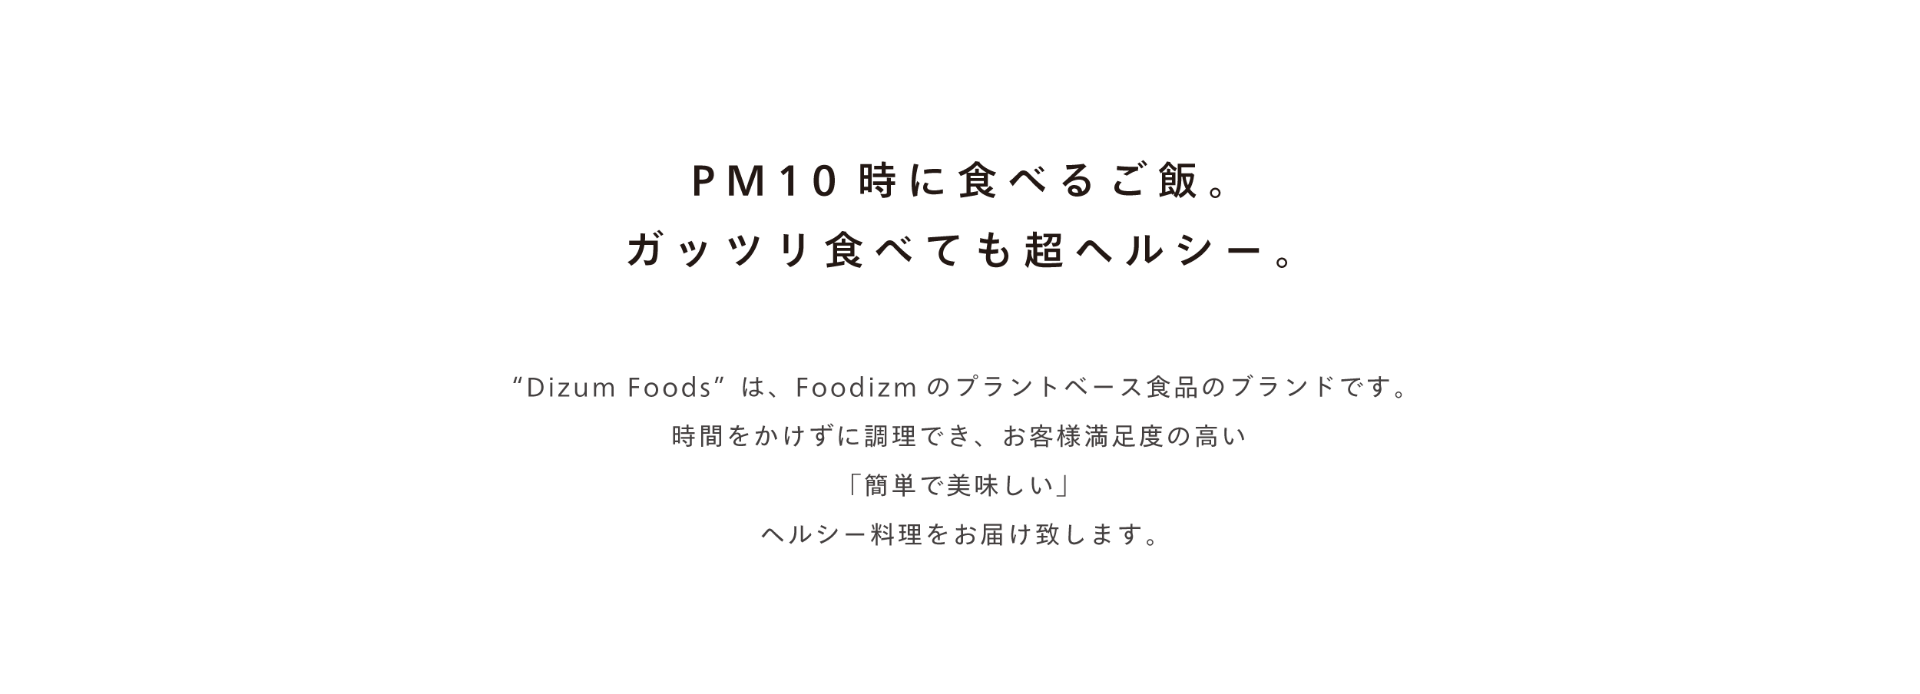 PM10時に食べるご飯。
ガッツリ食べても超ヘルシー。
“Dizum Foods” は、Foodizmのプラントベース食品のブランドです。
時間をかけずに調理でき、お客様満足度の高い
「簡単で美味しい」
ヘルシー料理をお届け致します。